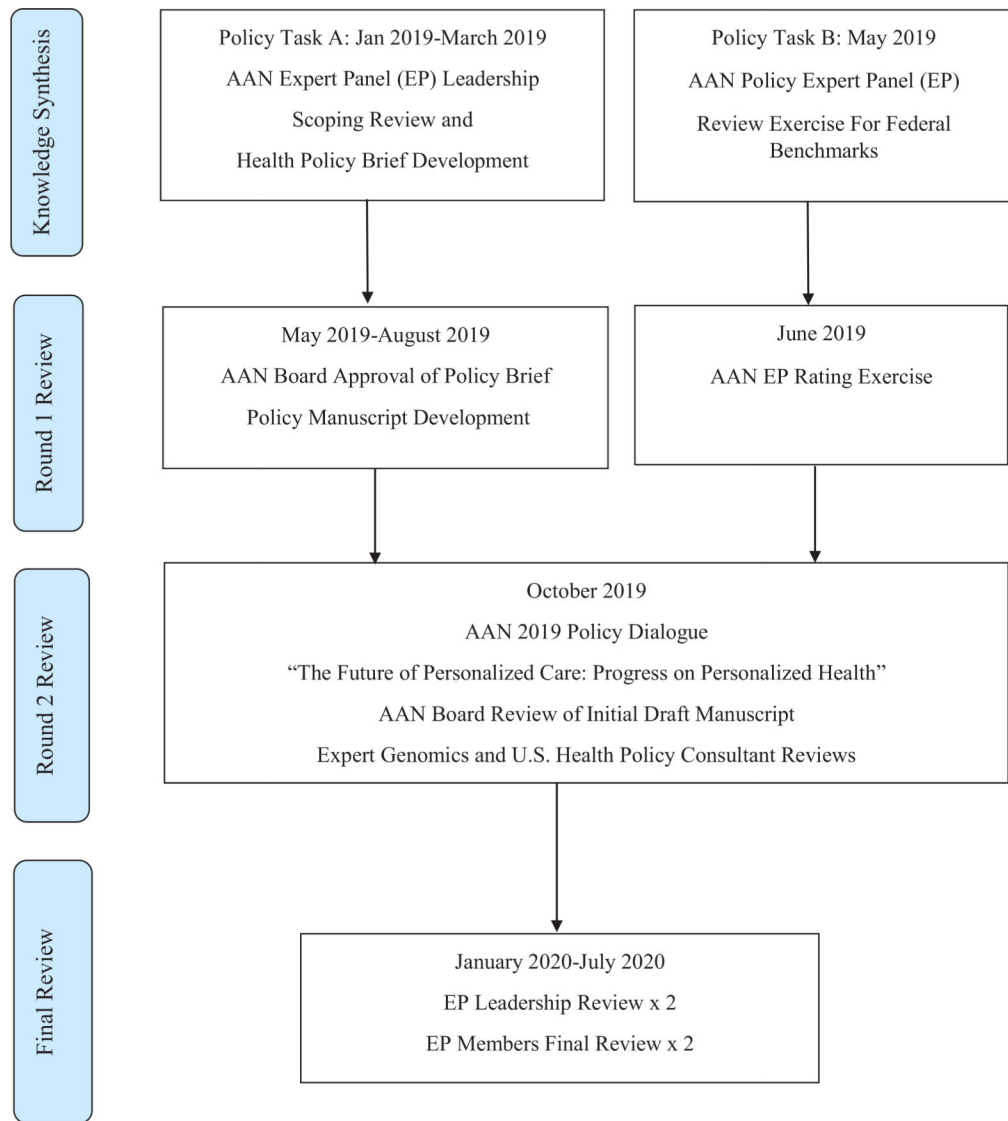 Knowledge Synthesis
Policy Task A: Jan 2019-March 2019
AAN Expert Panel (EP) Leadership
Scoping Review and
Health Policy Brief Development
Policy Task B: May 2019
AAN Policy Expert Panel (EP)
Review Exercise For Federal
Benchmarks
Round 1 Review
May 2019-August 2019
AAN Board Approval of Policy Brief
Policy Manuscript Development
June 2019
AAN EP Rating Exercise
Round 2 Review
October 2019
AAN 2019 Policy Dialogue
“The Future of Personalized Care: Progress on Personalized Health”
AAN Board Review of Initial Draft Manuscript
Expert Genomics and U.S. Health Policy Consultant Reviews
Final Review
January 2020-July 2020
EP Leadership Review x 2
EP Members Final Review x 2